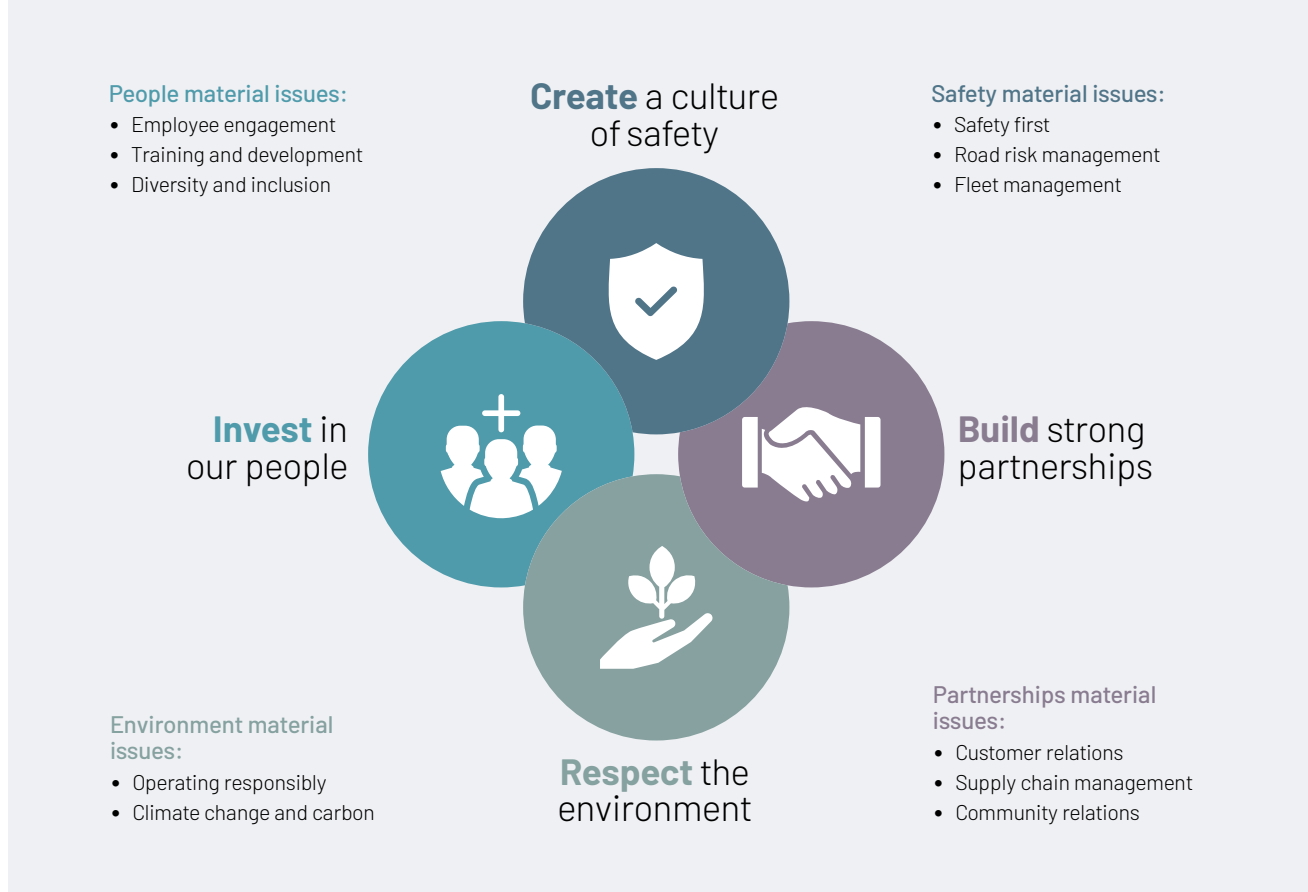 People material issues:
• Employee engagement
• Training and development
• Diversity and inclusion
Create a culture
of safety
Safety material issues:
• Safety first
• Road risk management
• Fleet management
Invest in
our people
Build strong
partnerships
Environment material
issues:
• Operating responsibly
• Climate change and carbon
Respect the
environment
Partnerships material
issues:
• Customer relations
• Supply chain management
• Community relations